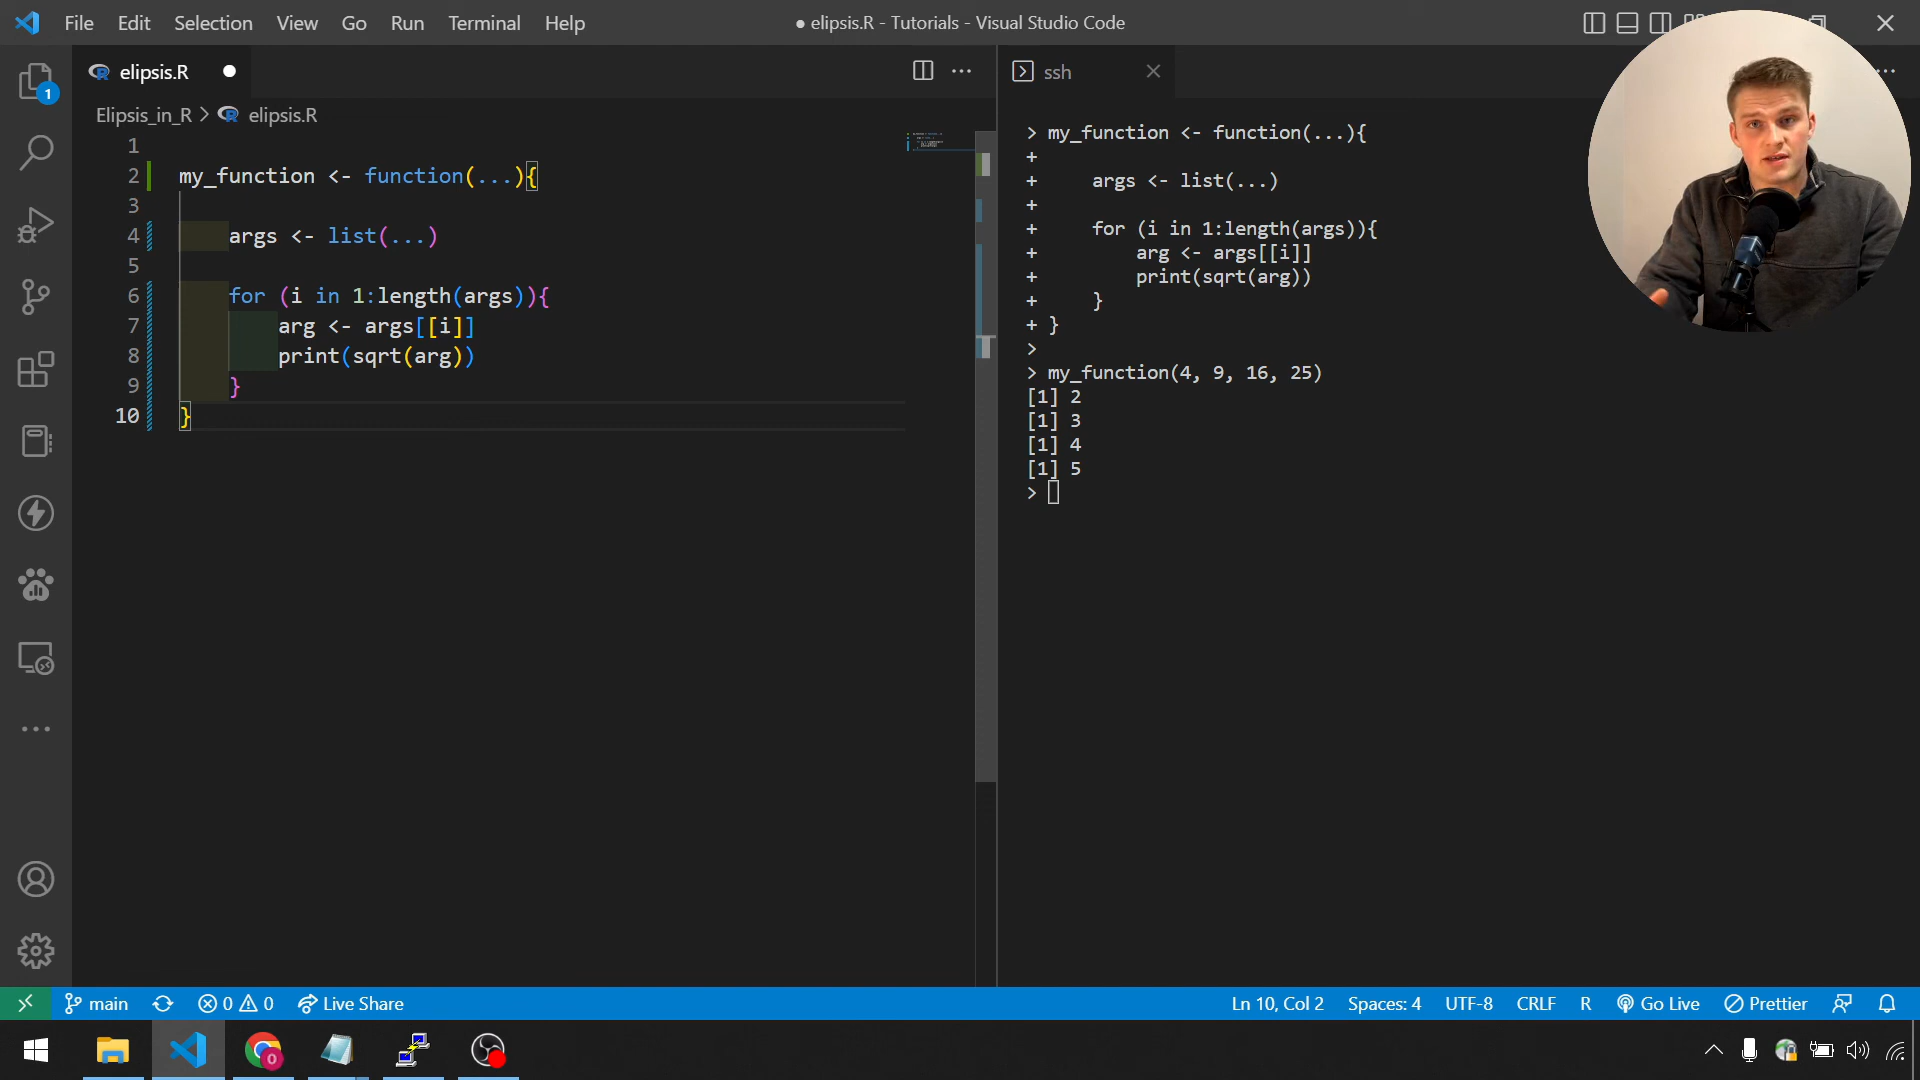 File Edit Selection View Go Run Terminal Help
● elipsis.R - Tutorials - Visual Studio Code
elipsis.R
ssh
1
Elipsis_in_R > elipsis.R
1
2 my_function <- function(...){
3
4 args <- list(...)
5
6 for (i in 1:length(args)){
7 arg <- args[[i]]
8 print(sqrt(arg))
9 }
10 }
> my_function <- function(...){
+
+ args <- list(...)
+
+ for (i in 1:length(args)){
+ arg <- args[[i]]
+ print(sqrt(arg))
+ }
+ }
>
> my_function(4, 9, 16, 25)
[1] 2
[1] 3
[1] 4
[1] 5
>
main 0 0 Live Share
Ln 10, Col 2 Spaces: 4 UTF-8 CRLF R Go Live Prettier